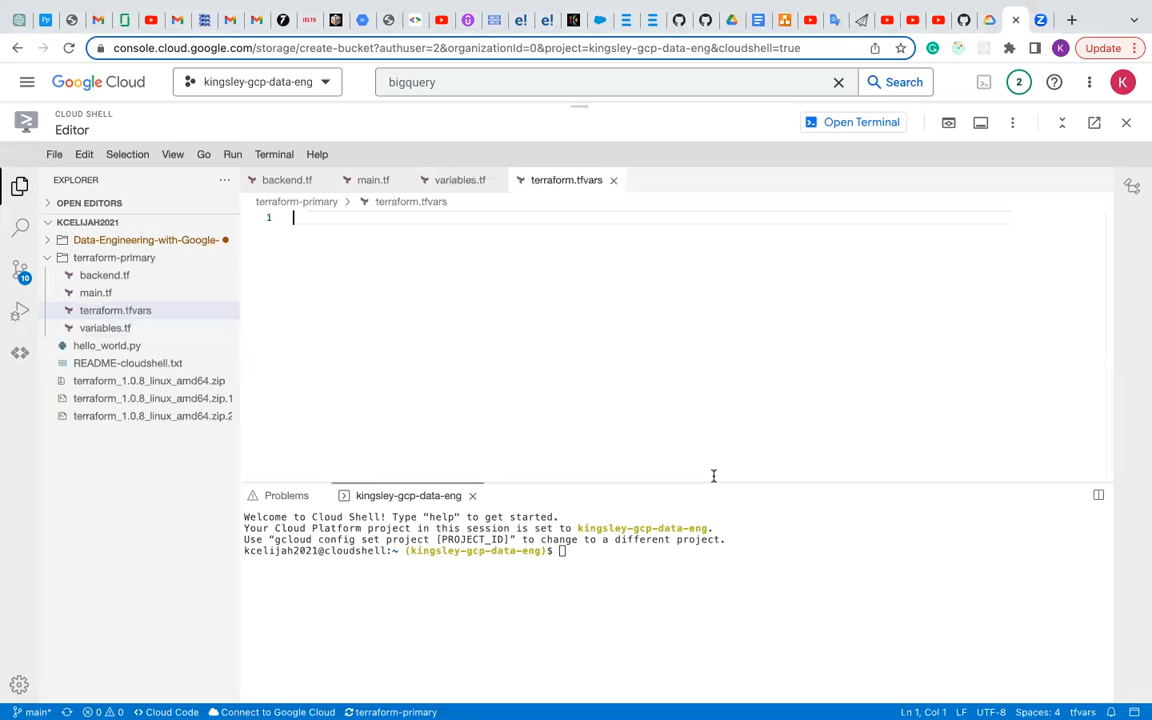 IELTS
e!
e!
console.cloud.google.com/storage/create-bucket?authuser=2&organizationId=0&project=kingsley-gcp-data-eng&cloudshell=true
K
Update
Google Cloud
kingsley-gcp-data-eng
bigquery
Search
2
K
CLOUD SHELL
Editor
Open Terminal
File Edit Selection View Go Run Terminal Help
EXPLORER
backend.tf
main.tf
variables.tf
terraform.tfvars
OPEN EDITORS
terraform-primary > terraform.tfvars
1
KCELIJAH2021
Data-Engineering-with-Google-
terraform-primary
backend.tf
10
main.tf
terraform.tfvars
variables.tf
hello_world.py
README-cloudshell.txt
terraform_1.0.8_linux_amd64.zip
terraform_1.0.8_linux_amd64.zip.1
terraform_1.0.8_linux_amd64.zip.2
Problems
kingsley-gcp-data-eng
Welcome to Cloud Shell! Type "help" to get started.
Your Cloud Platform project in this session is set to kingsley-gcp-data-eng.
Use “gcloud config set project [PROJECT_ID]” to change to a different project.
kcelijah2021@cloudshell:~ (kingsley-gcp-data-eng)$
main* 0 0 Cloud Code Connect to Google Cloud terraform-primary Ln 1, Col 1 LF UTF-8 Spaces: 4 tfvars